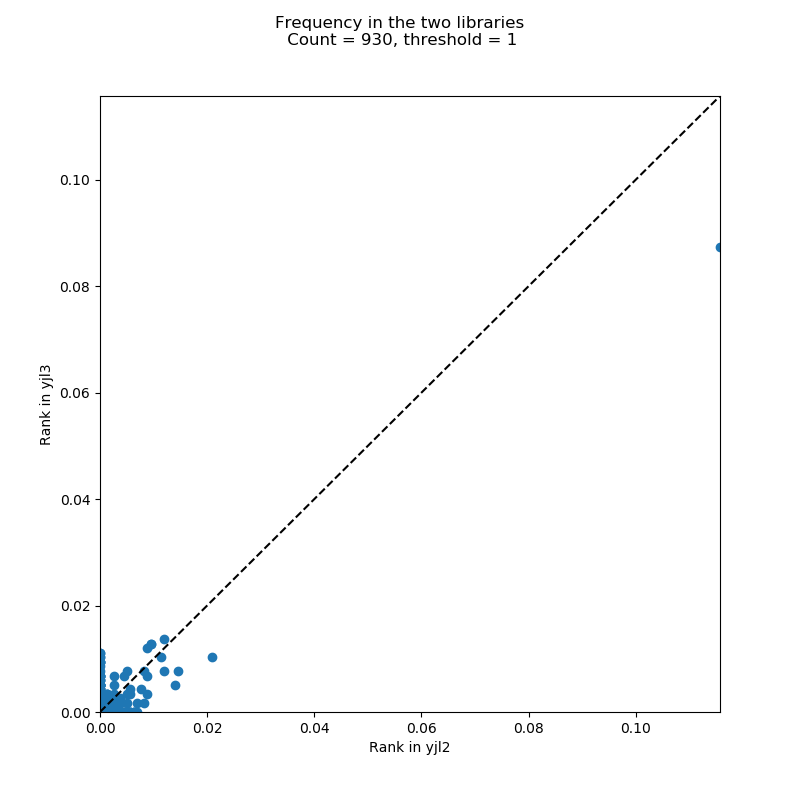 Frequency in the two libraries
Count = 930, threshold = 1
0.10
0.08
0.06
0.04
0.02
0.00
Rank in yjl3
0.00 0.02 0.04 0.06 0.08 0.10
Rank in yjl2